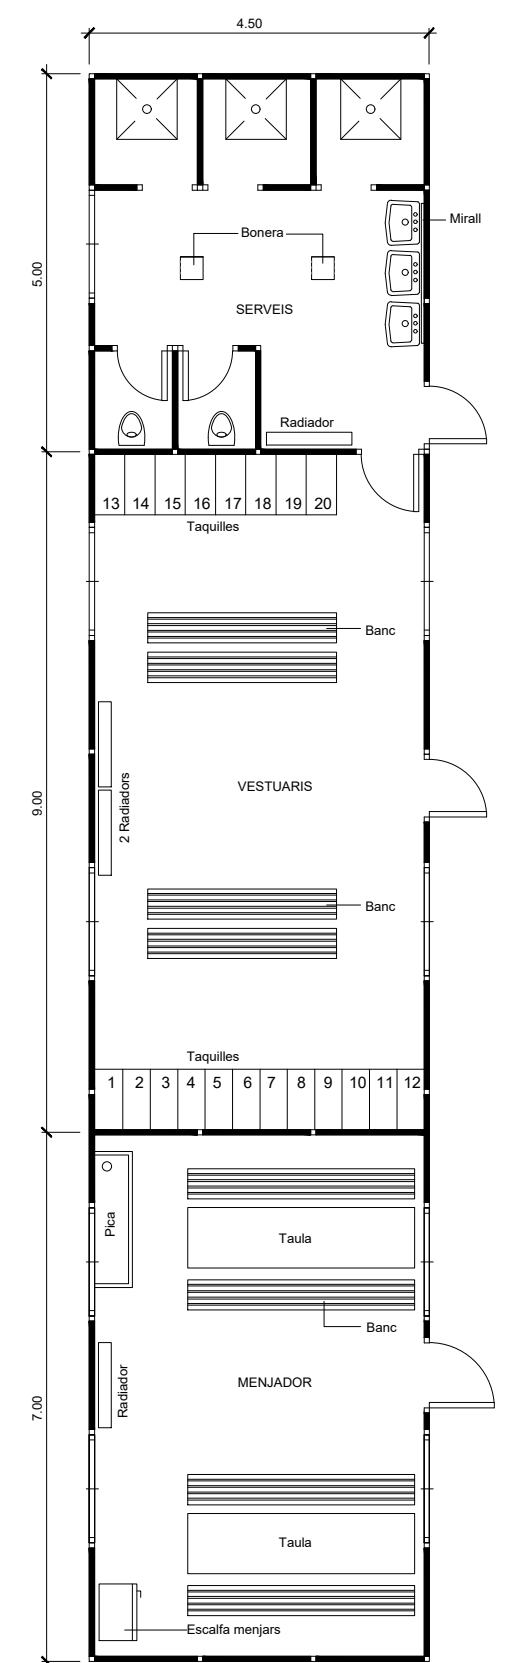 4.50
Mirall
Bonera
5.00
SERVEIS
Radiador
13 14 15 16 17 18 19 20
Taquilles
Banc
VESTUARIS
9.00
2 Radiadors
Banc
Taquilles
1 2 3 4 5 6 7 8 9 10 11 12
Pica
Taula
Banc
MENJADOR
Radiador
7.00
Taula
Escalfa menjars